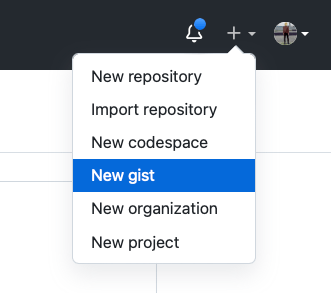 New repository
Import repository
New codespace
New gist
New organization
New project